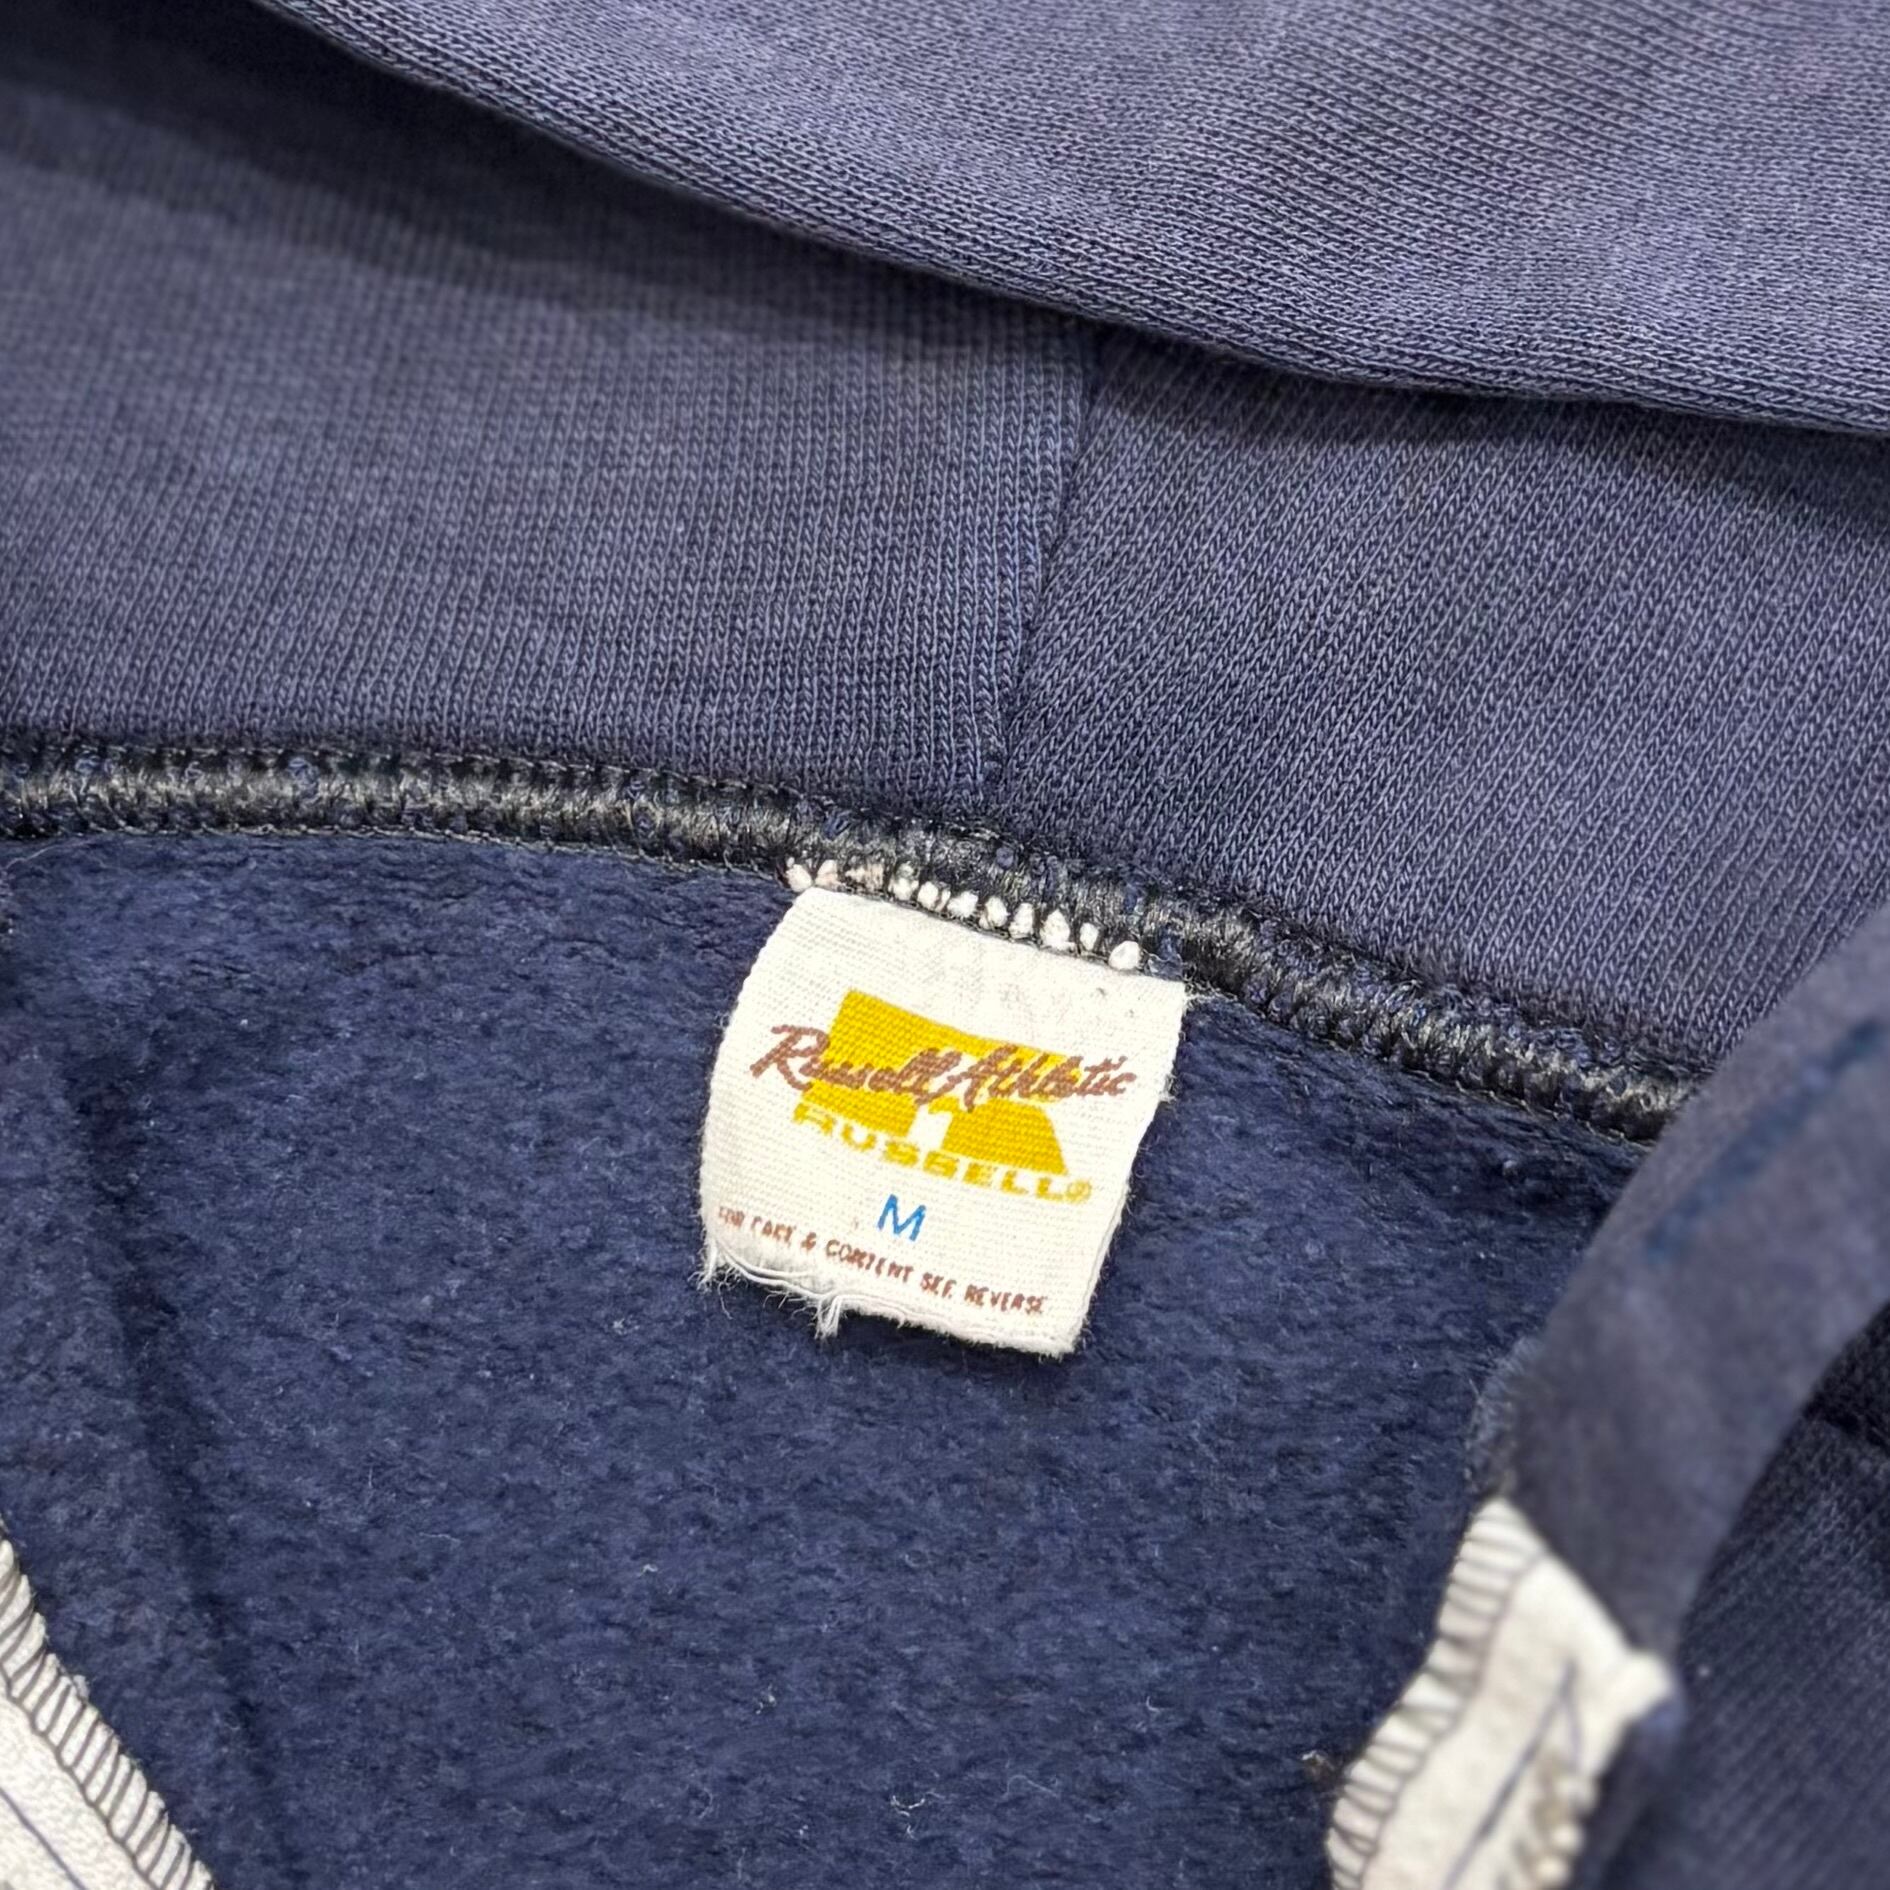 Russell Athletic
RUSSELL®
M
FOR CARE & CONTENT SEE REVERSE